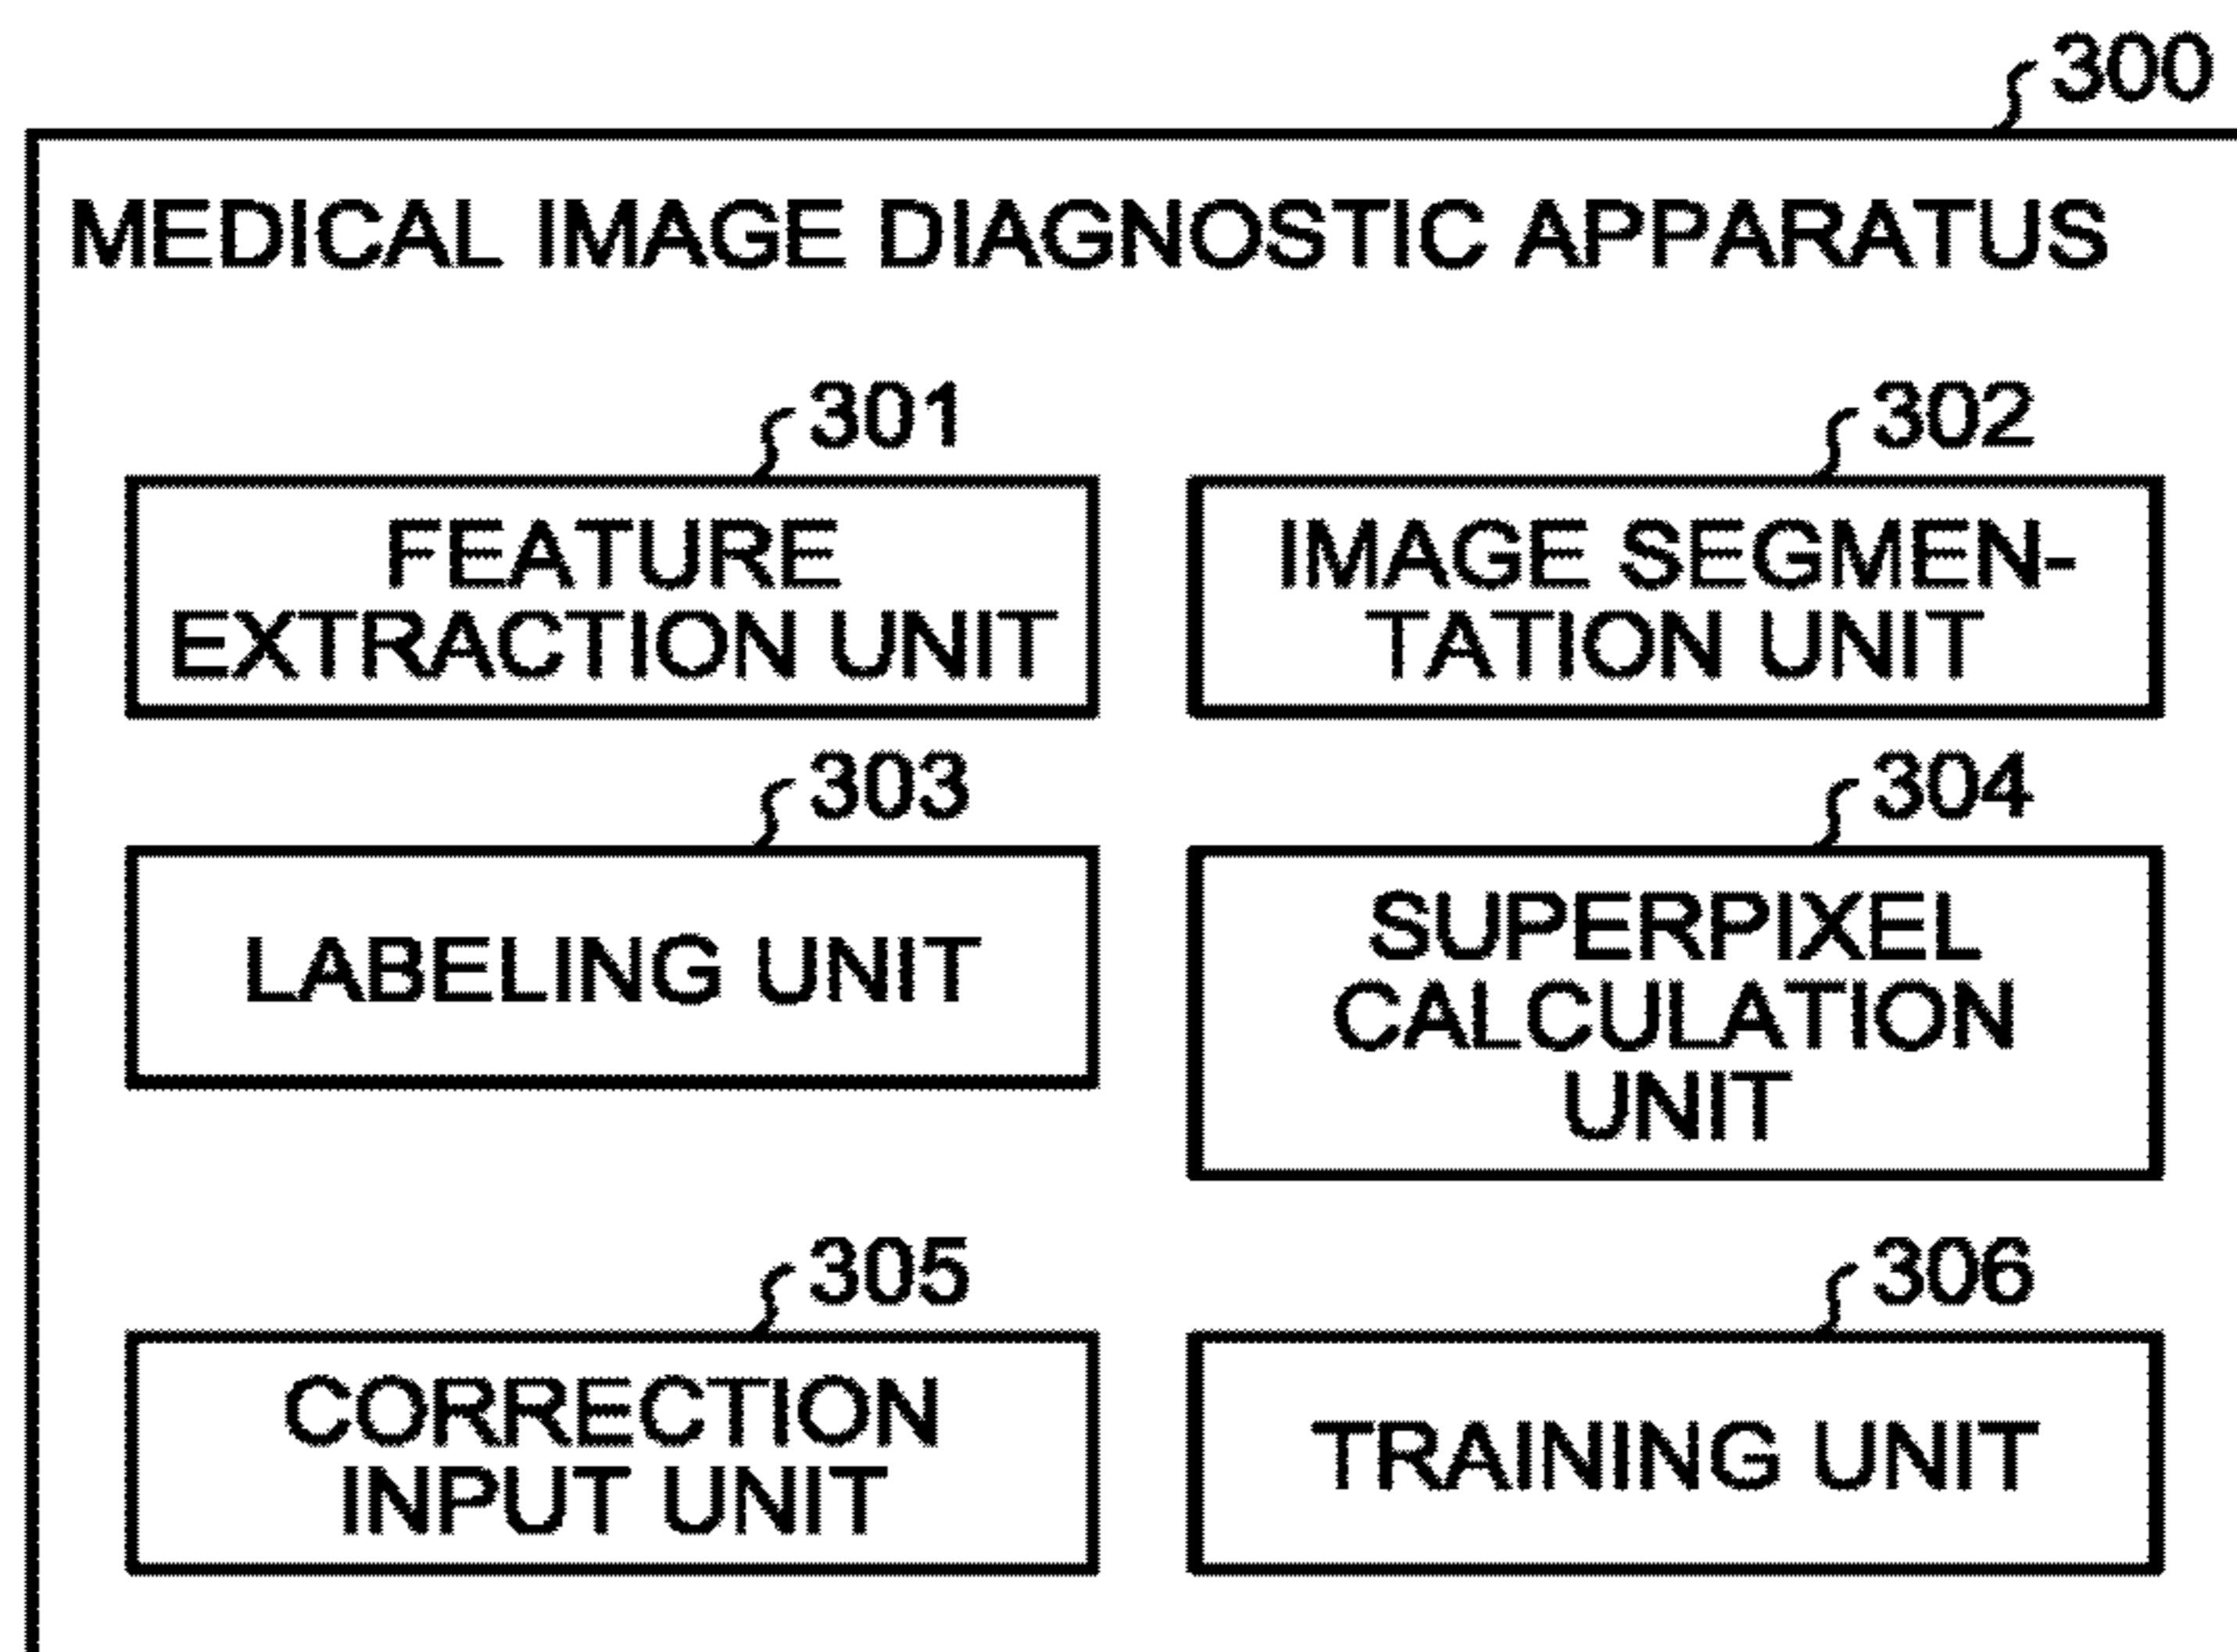 300
MEDICAL IMAGE DIAGNOSTIC APPARATUS
301
FEATURE
EXTRACTION UNIT
302
IMAGE SEGMEN-
TATION UNIT
303
LABELING UNIT
304
SUPERPIXEL
CALCULATION
UNIT
305
CORRECTION
INPUT UNIT
306
TRAINING UNIT